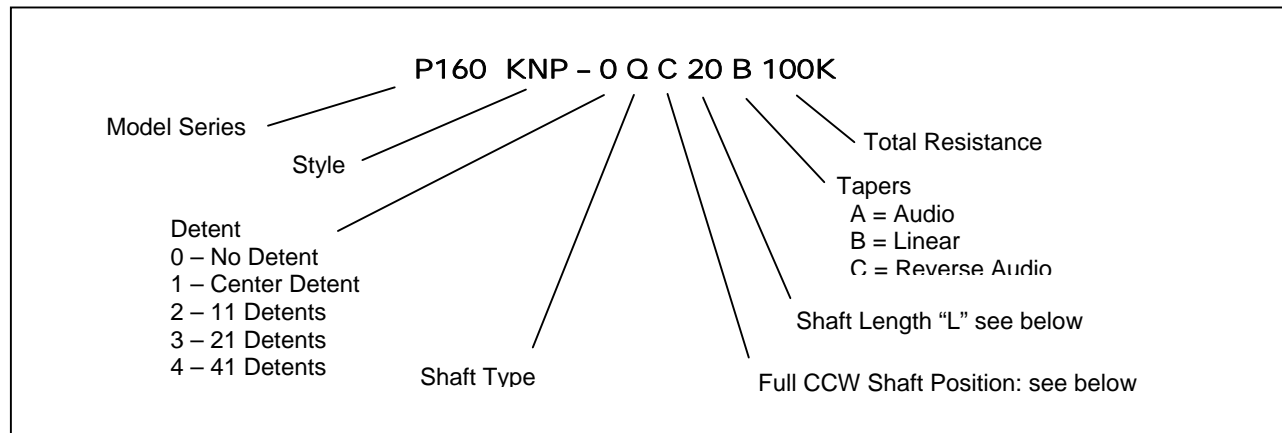 P160 KNP – 0 Q C 20 B 100K
Model Series
Style
Detent
0 – No Detent
1 – Center Detent
2 – 11 Detents
3 – 21 Detents
4 – 41 Detents
Shaft Type
Total Resistance
Tapers
A = Audio
B = Linear
C = Reverse Audio
Shaft Length “L” see below
Full CCW Shaft Position: see below